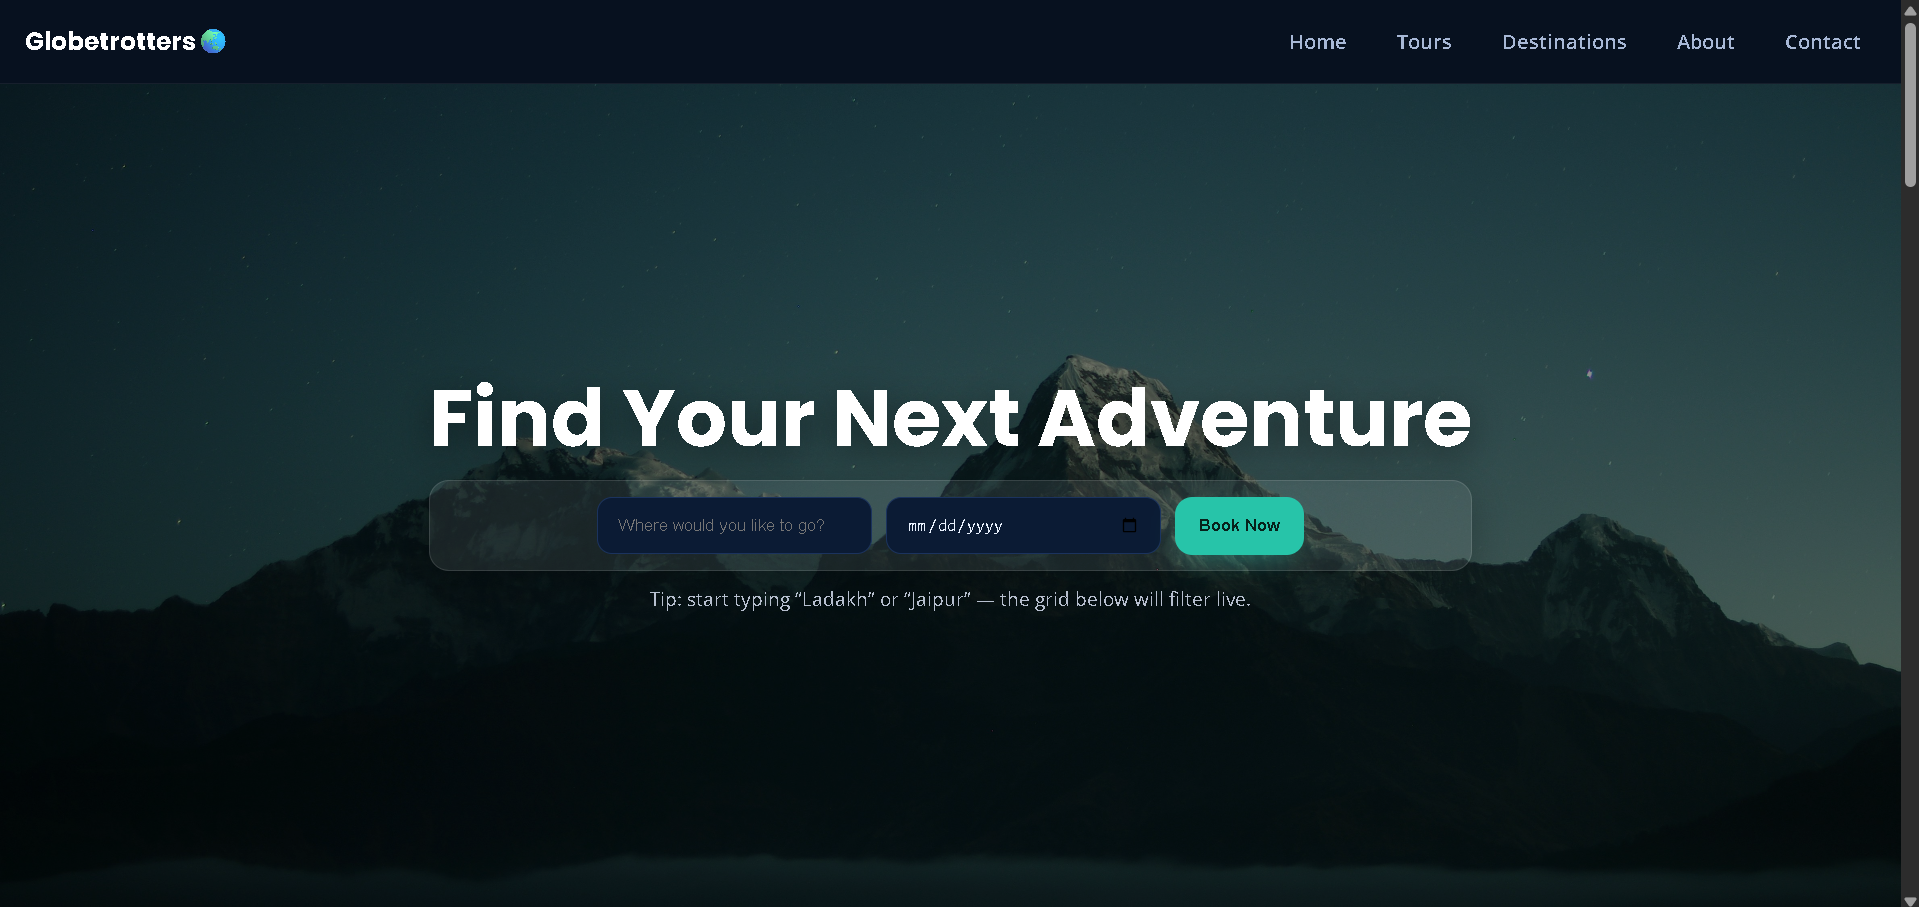 Globetrotters
Home Tours Destinations About Contact
Find Your Next Adventure
Where would you like to go? mm/dd/yyyy Book Now
Tip: start typing “Ladakh” or “Jaipur” — the grid below will filter live.